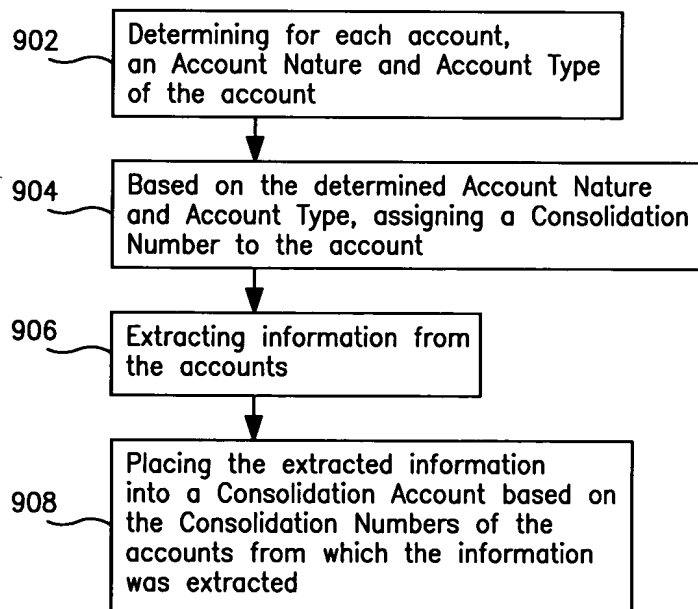 902
Determining for each account,
an Account Nature and Account Type
of the account
904
Based on the determined Account Nature
and Account Type, assigning a Consolidation
Number to the account
906
Extracting information from
the accounts
908
Placing the extracted information
into a Consolidation Account based on
the Consolidation Numbers of the
accounts from which the information
was extracted